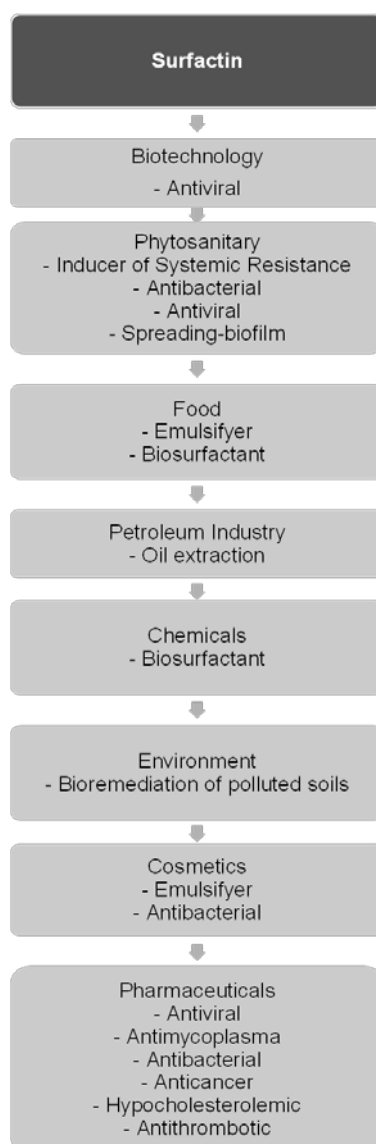 Surfactin
Biotechnology
- Antiviral
Phytosanitary
- Inducer of Systemic Resistance
- Antibacterial
- Antiviral
- Spreading-biofilm
Food
- Emulsifyer
- Biosurfactant
Petroleum Industry
- Oil extraction
Chemicals
- Biosurfactant
Environment
- Bioremediation of polluted soils
Cosmetics
- Emulsifyer
- Antibacterial
Pharmaceuticals
- Antiviral
- Antimycoplasma
- Antibacterial
- Anticancer
- Hypocholesterolemic
- Antithrombotic